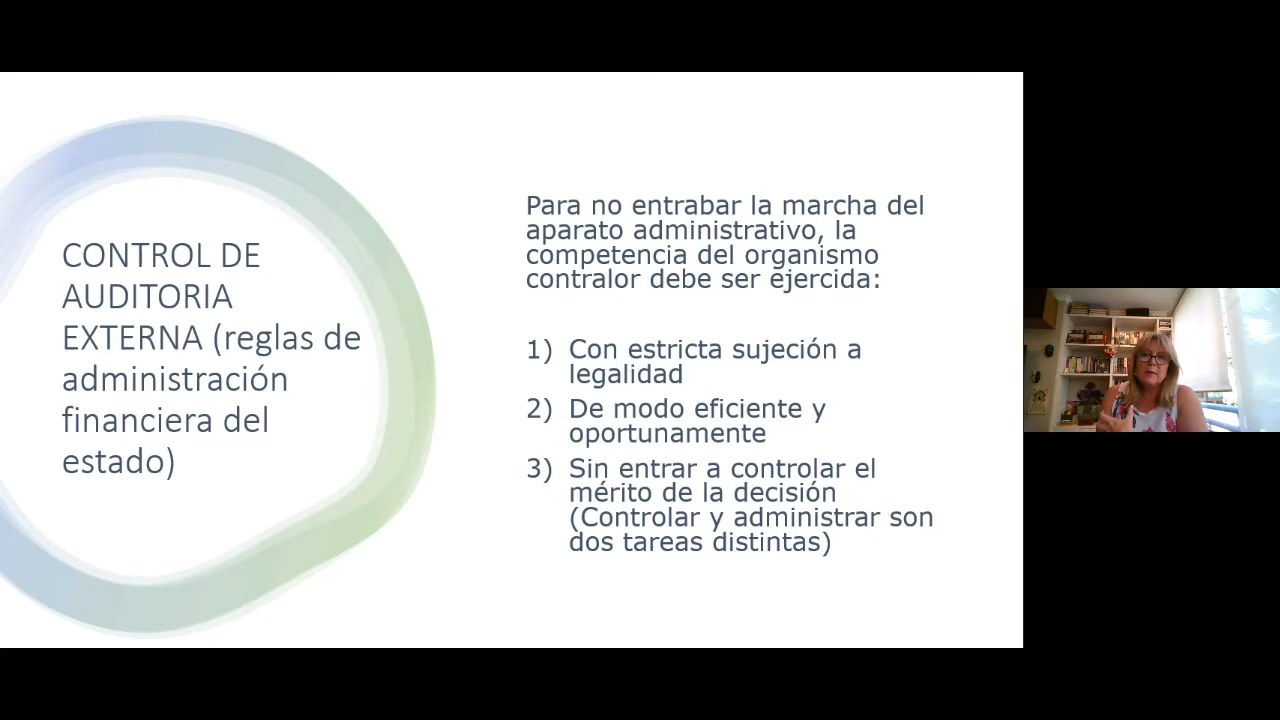 CONTROL DE
AUDITORIA
EXTERNA (reglas de
administración
financiera del
estado)
Para no entrabar la marcha del
aparato administrativo, la
competencia del organismo
contralor debe ser ejercida:
1) Con estricta sujeción a
legalidad
2) De modo eficiente y
oportunamente
3) Sin entrar a controlar el
mérito de la decisión
(Controlar y administrar son
dos tareas distintas)